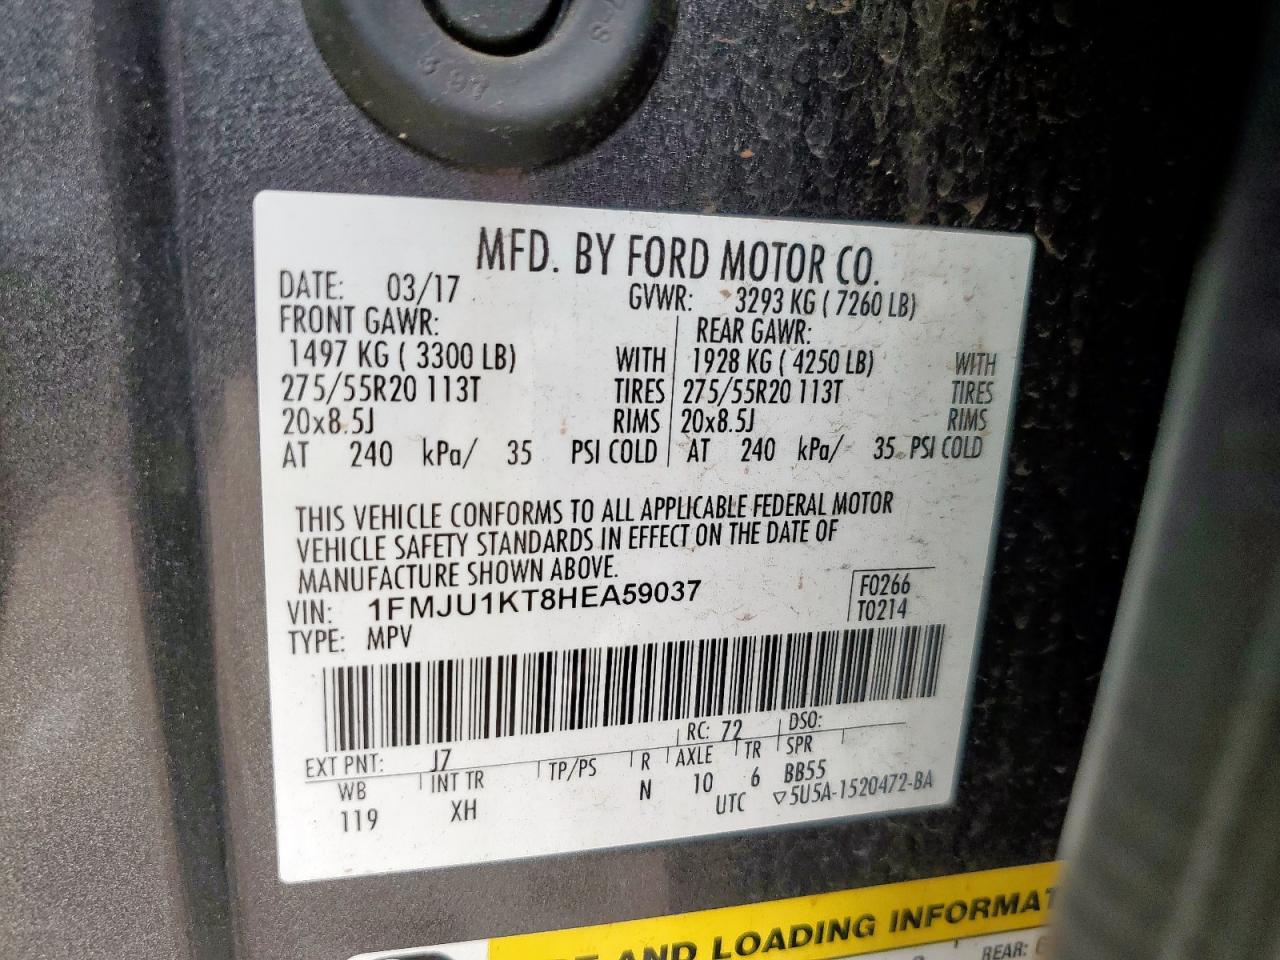 MFD. BY FORD MOTOR CO.
DATE: 03/17 GVWR: 3293 KG ( 7260 LB)
FRONT GAWR: REAR GAWR:
1497 KG ( 3300 LB) WITH 1928 KG ( 4250 LB) WITH
275/55R20 113T TIRES 275/55R20 113T TIRES
20x8.5J RIMS 20x8.5J RIMS
AT 240 kPa/ 35 PSI COLD AT 240 kPa/ 35 PSI COLD
THIS VEHICLE CONFORMS TO ALL APPLICABLE FEDERAL MOTOR
VEHICLE SAFETY STANDARDS IN EFFECT ON THE DATE OF
MANUFACTURE SHOWN ABOVE.
VIN: 1FMJU1KT8HEA59037 F0266
TYPE: MPV T0214
EXT PNT: J7 RC: 72 DSO:
WB INT TR TP/PS R AXLE TR SPR
119 XH N 10 6 BB55
UTC ▽5U5A-1520472-BA
AND LOADING INFORMAT
REAR: